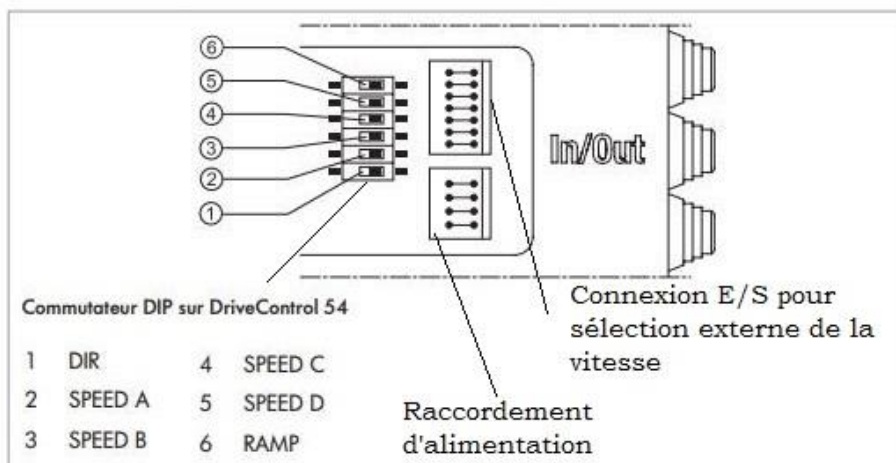 6
5
4
3
2
1
In/Out
Commutateur DIP sur DriveControl 54
1 DIR 4 SPEED C
2 SPEED A 5 SPEED D
3 SPEED B 6 RAMP
Connexion E/S pour
sélection externe de la
vitesse
Raccordement
d'alimentation